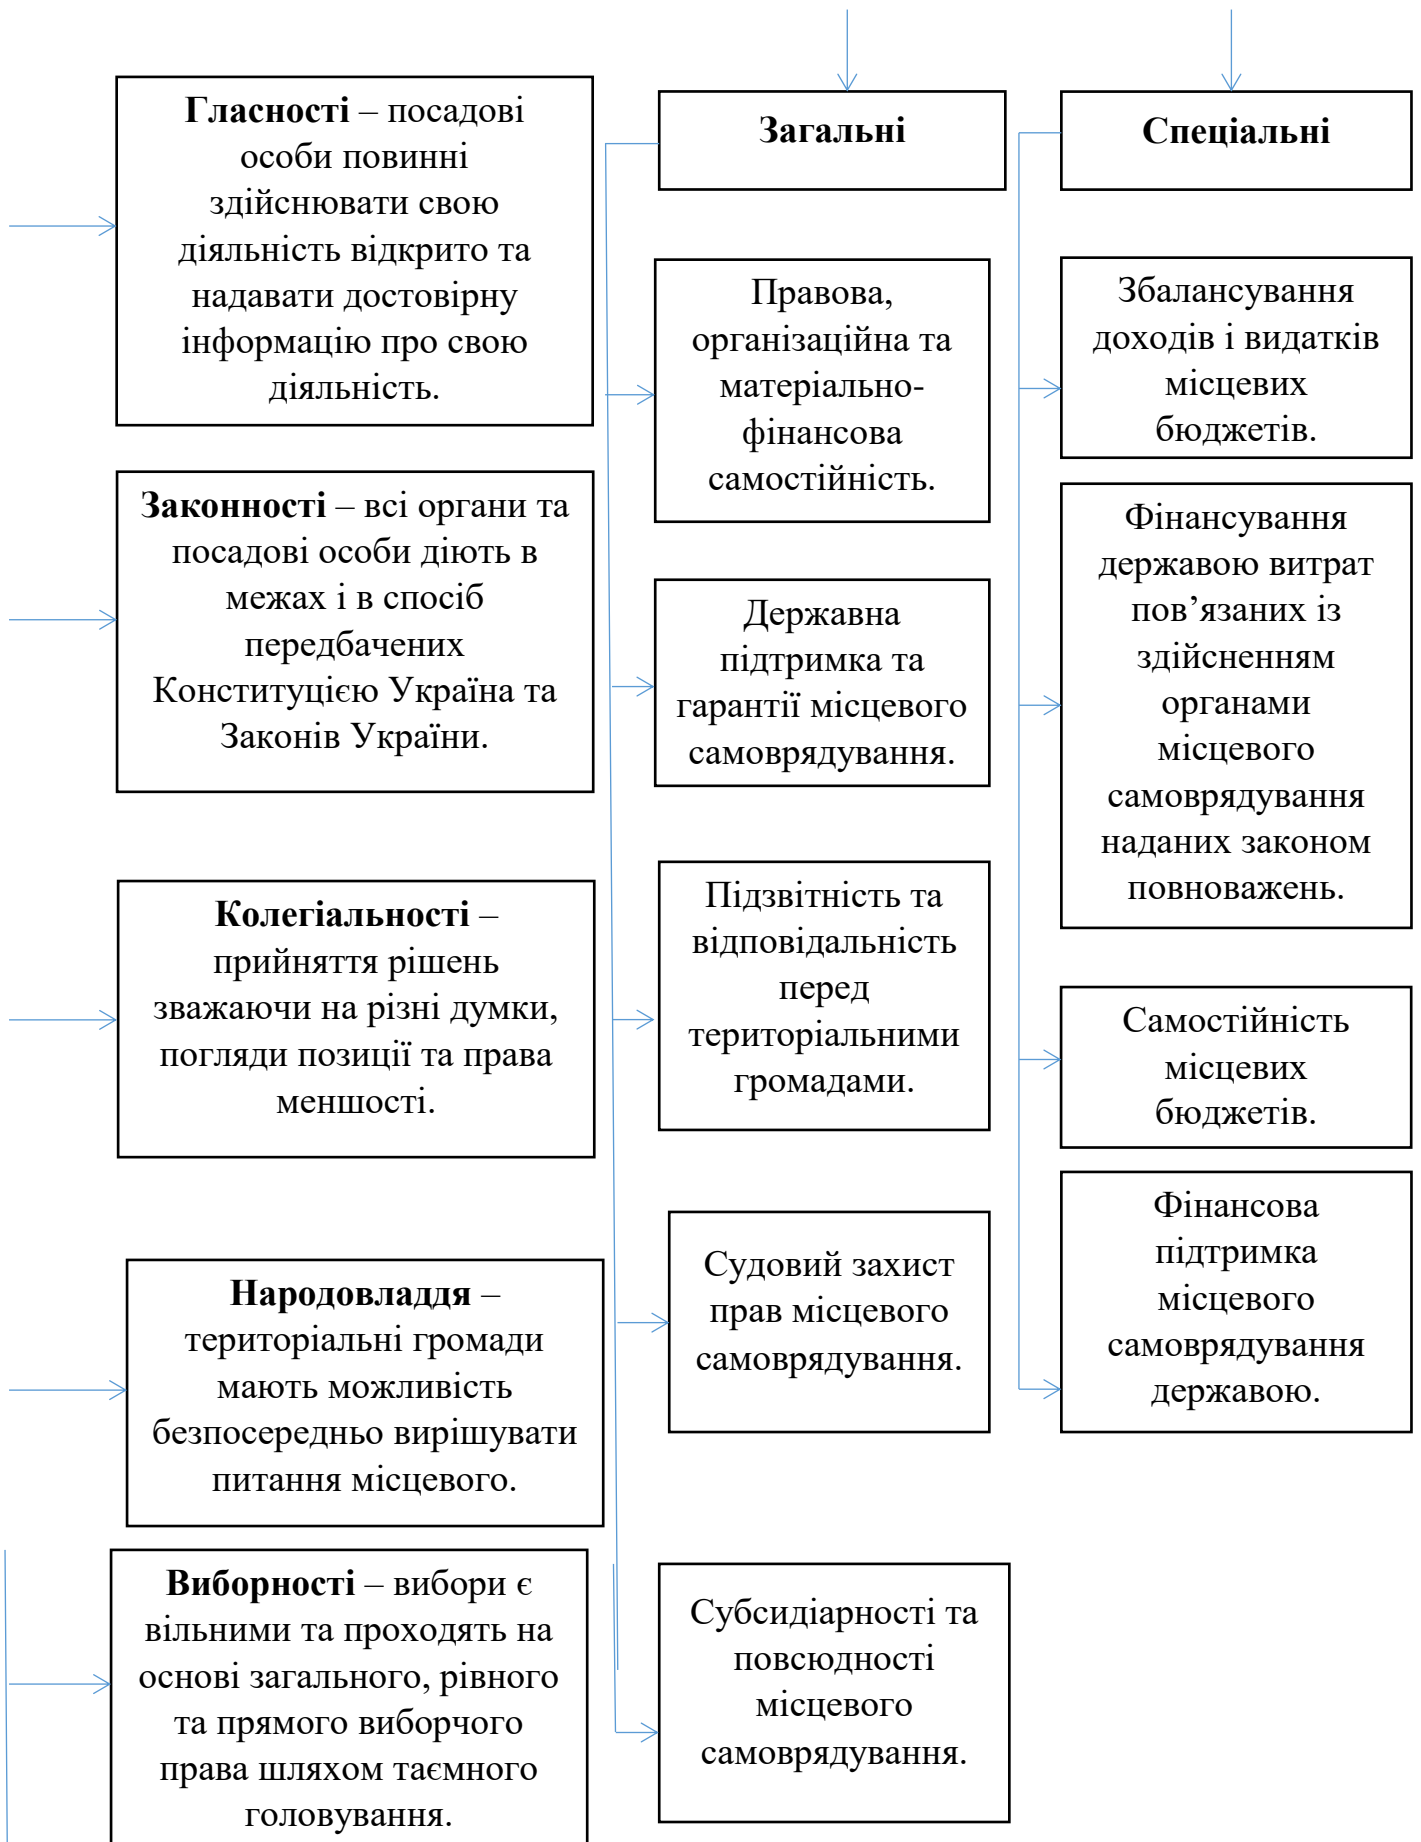 Гласності – посадові
особи повинні
здійснювати свою
діяльність відкрито та
надавати достовірну
інформацію про свою
діяльність.
Законності – всі органи та
посадові особи діють в
межах і в спосіб
передбачених
Конституцією Україна та
Законів України.
Колегіальності –
прийняття рішень
зважаючи на різні думки,
погляди позиції та права
меншості.
Народовладдя –
територіальні громади
мають можливість
безпосередньо вирішувати
питання місцевого.
Виборності – вибори є
вільними та проходять на
основі загального, рівного
та прямого виборчого
права шляхом таємного
головування.
Загальні
Правова,
організаційна та
матеріально-
фінансова
самостійність.
Державна
підтримка та
гарантії місцевого
самоврядування.
Підзвітність та
відповідальність
перед
територіальними
громадами.
Судовий захист
прав місцевого
самоврядування.
Субсидіарності та
повсюдності
місцевого
самоврядування.
Спеціальні
Збалансування
доходів і видатків
місцевих
бюджетів.
Фінансування
державою витрат
пов’язаних із
здійсненням
органами
місцевого
самоврядування
наданих законом
повноважень.
Самостійність
місцевих
бюджетів.
Фінансова
підтримка
місцевого
самоврядування
державою.